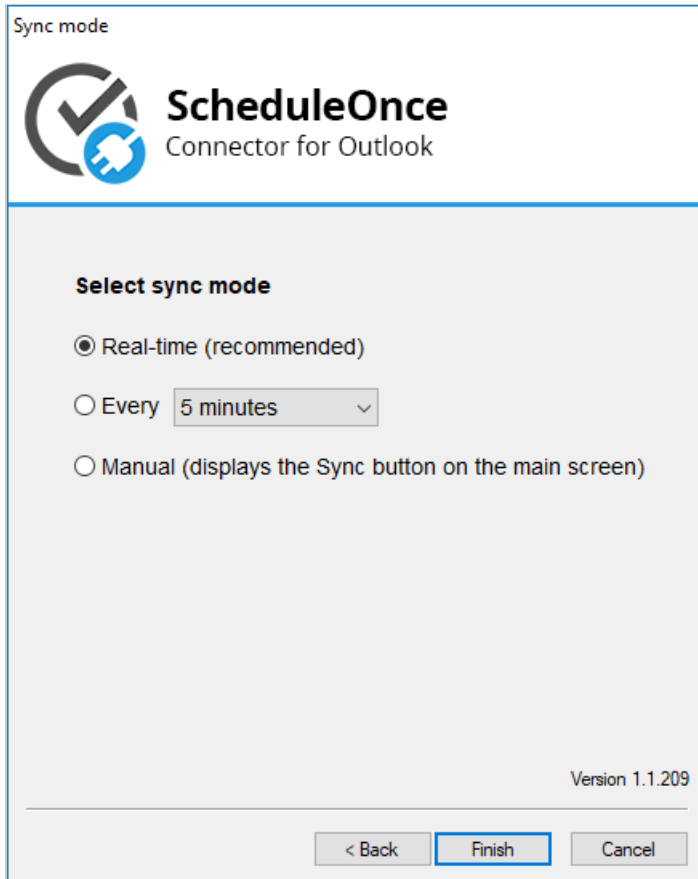 Sync mode
ScheduleOnce
Connector for Outlook
Select sync mode
Real-time (recommended)
Every 5 minutes
Manual (displays the Sync button on the main screen)
Version 1.1.209
< Back Finish Cancel